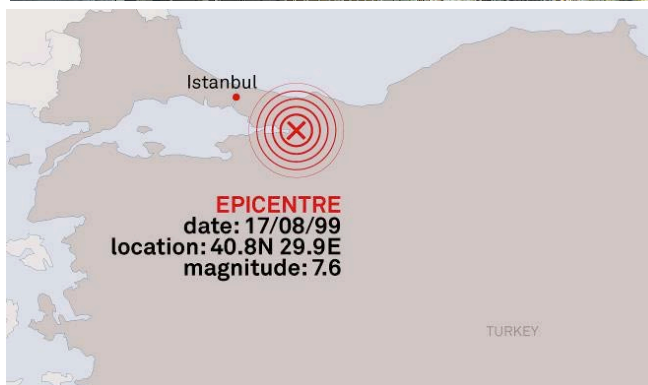 Istanbul
EPICENTRE
date: 17/08/99
location: 40.8N 29.9E
magnitude: 7.6
TURKEY